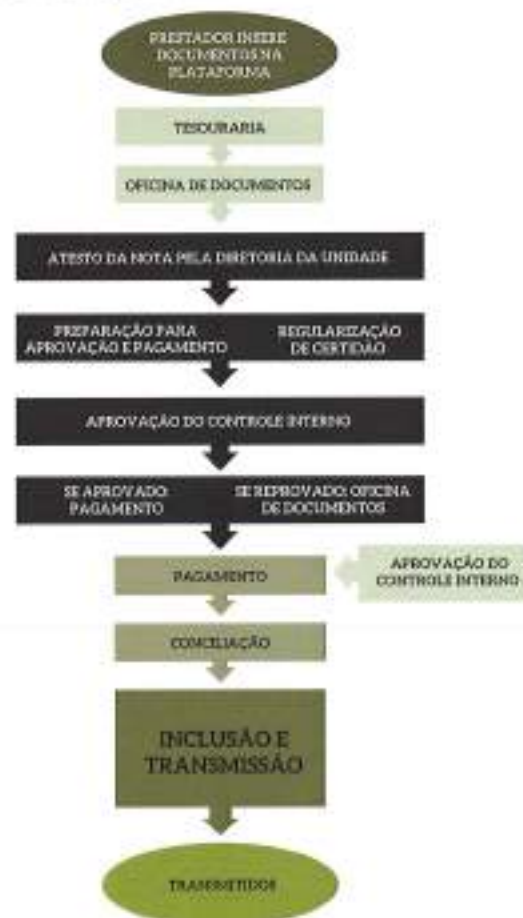 PRESTADOR INSERE
DOCUMENTOS NA
PLATAFORMA
TESOURARIA
OFICINA DE DOCUMENTOS
ATESTO DA NOTA PELA DIRETORIA DA UNIDADE
PREPARAÇÃO PARA
APROVAÇÃO E PAGAMENTO
REGULARIZAÇÃO
DE CERTIDÃO
APROVAÇÃO DO CONTROLE INTERNO
SE APROVADO:
PAGAMENTO
SE REPROVADO: OFICINA
DE DOCUMENTOS
PAGAMENTO
APROVAÇÃO DO
CONTROLE INTERNO
CONCILIAÇÃO
INCLUSÃO E
TRANSMISSÃO
TRANSMITIDOS